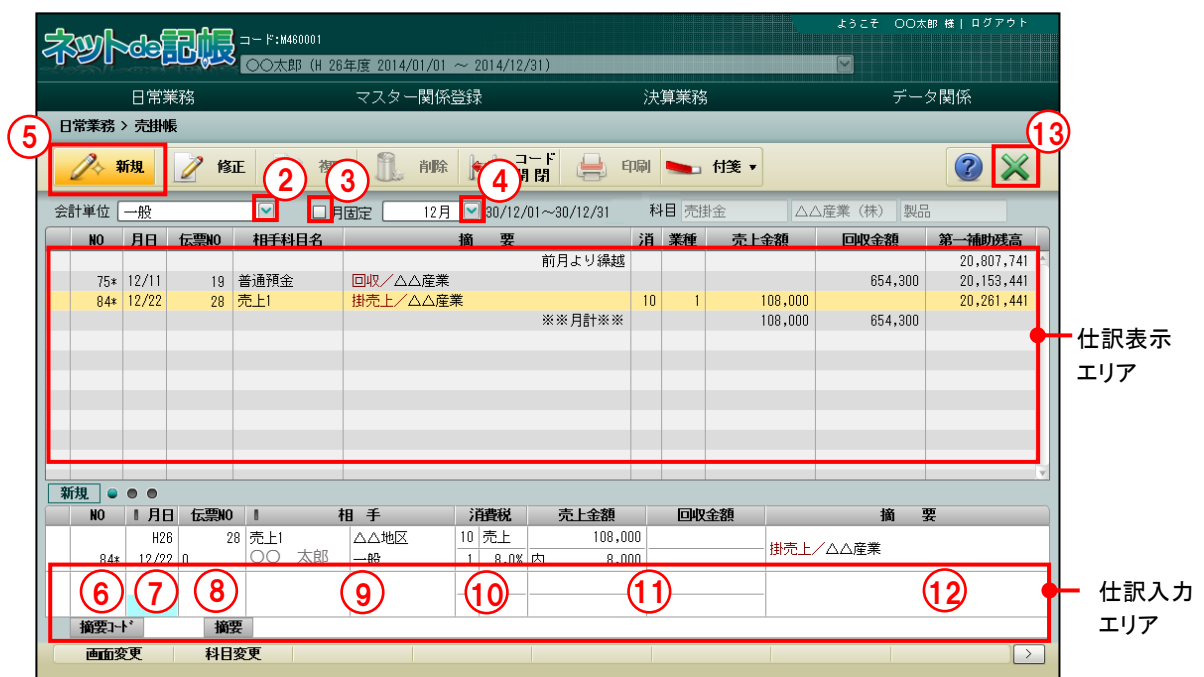 ようこそ 〇〇太郎 様 | ログアウト
ネットde記帳
コード:M460001
〇〇太郎 (H 26年度 2014/01/01 ～ 2014/12/31)
日常業務 マスター関係登録 決算業務 データ関係
日常業務 > 売掛帳
⑤ ⑬
新規 修正 削除 コード開閉 印刷 付箋 ▼ ?
② ③ ④
会計単位 一般 月固定 12月 30/12/01～30/12/31 科目 売掛金 △△産業（株） 製品
NO 月日 伝票NO 相手科目名 摘 要 消 業種 売上金額 回収金額 第一補助残高
前月より繰越 20,807,741
75* 12/11 19 普通預金 回収／△△産業 654,300 20,153,441
84* 12/22 28 売上1 掛売上／△△産業 10 1 108,000 20,261,441
※※月計※※ 108,000 654,300
仕訳表示
エリア
新規
NO 月日 伝票NO 相 手 消費税 売上金額 回収金額 摘 要
H26 28 売上1 △△地区 10 売上 108,000
掛売上／△△産業
84* 12/22 0 〇〇 太郎 一般 1 8.0% 内 8,000
⑥ ⑦ ⑧ ⑨ ⑩ ⑪ ⑫
仕訳入力
エリア
摘要ｺｰﾄﾞ 摘要
画面変更 科目変更 >